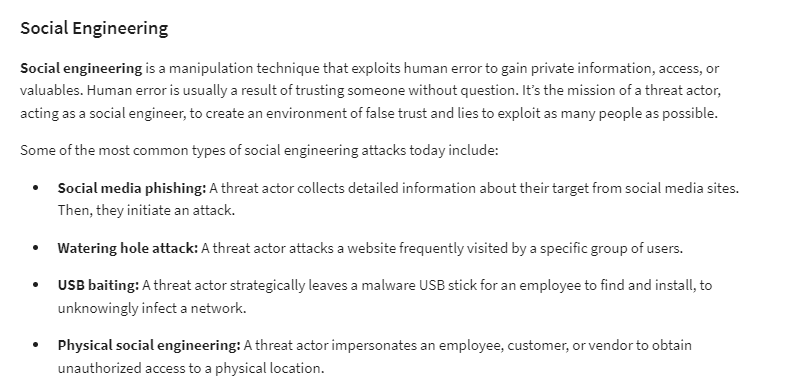 Social Engineering
Social engineering is a manipulation technique that exploits human error to gain private information, access, or
valuables. Human error is usually a result of trusting someone without question. It’s the mission of a threat actor,
acting as a social engineer, to create an environment of false trust and lies to exploit as many people as possible.
Some of the most common types of social engineering attacks today include:
• Social media phishing: A threat actor collects detailed information about their target from social media sites.
Then, they initiate an attack.
• Watering hole attack: A threat actor attacks a website frequently visited by a specific group of users.
• USB baiting: A threat actor strategically leaves a malware USB stick for an employee to find and install, to
unknowingly infect a network.
• Physical social engineering: A threat actor impersonates an employee, customer, or vendor to obtain
unauthorized access to a physical location.